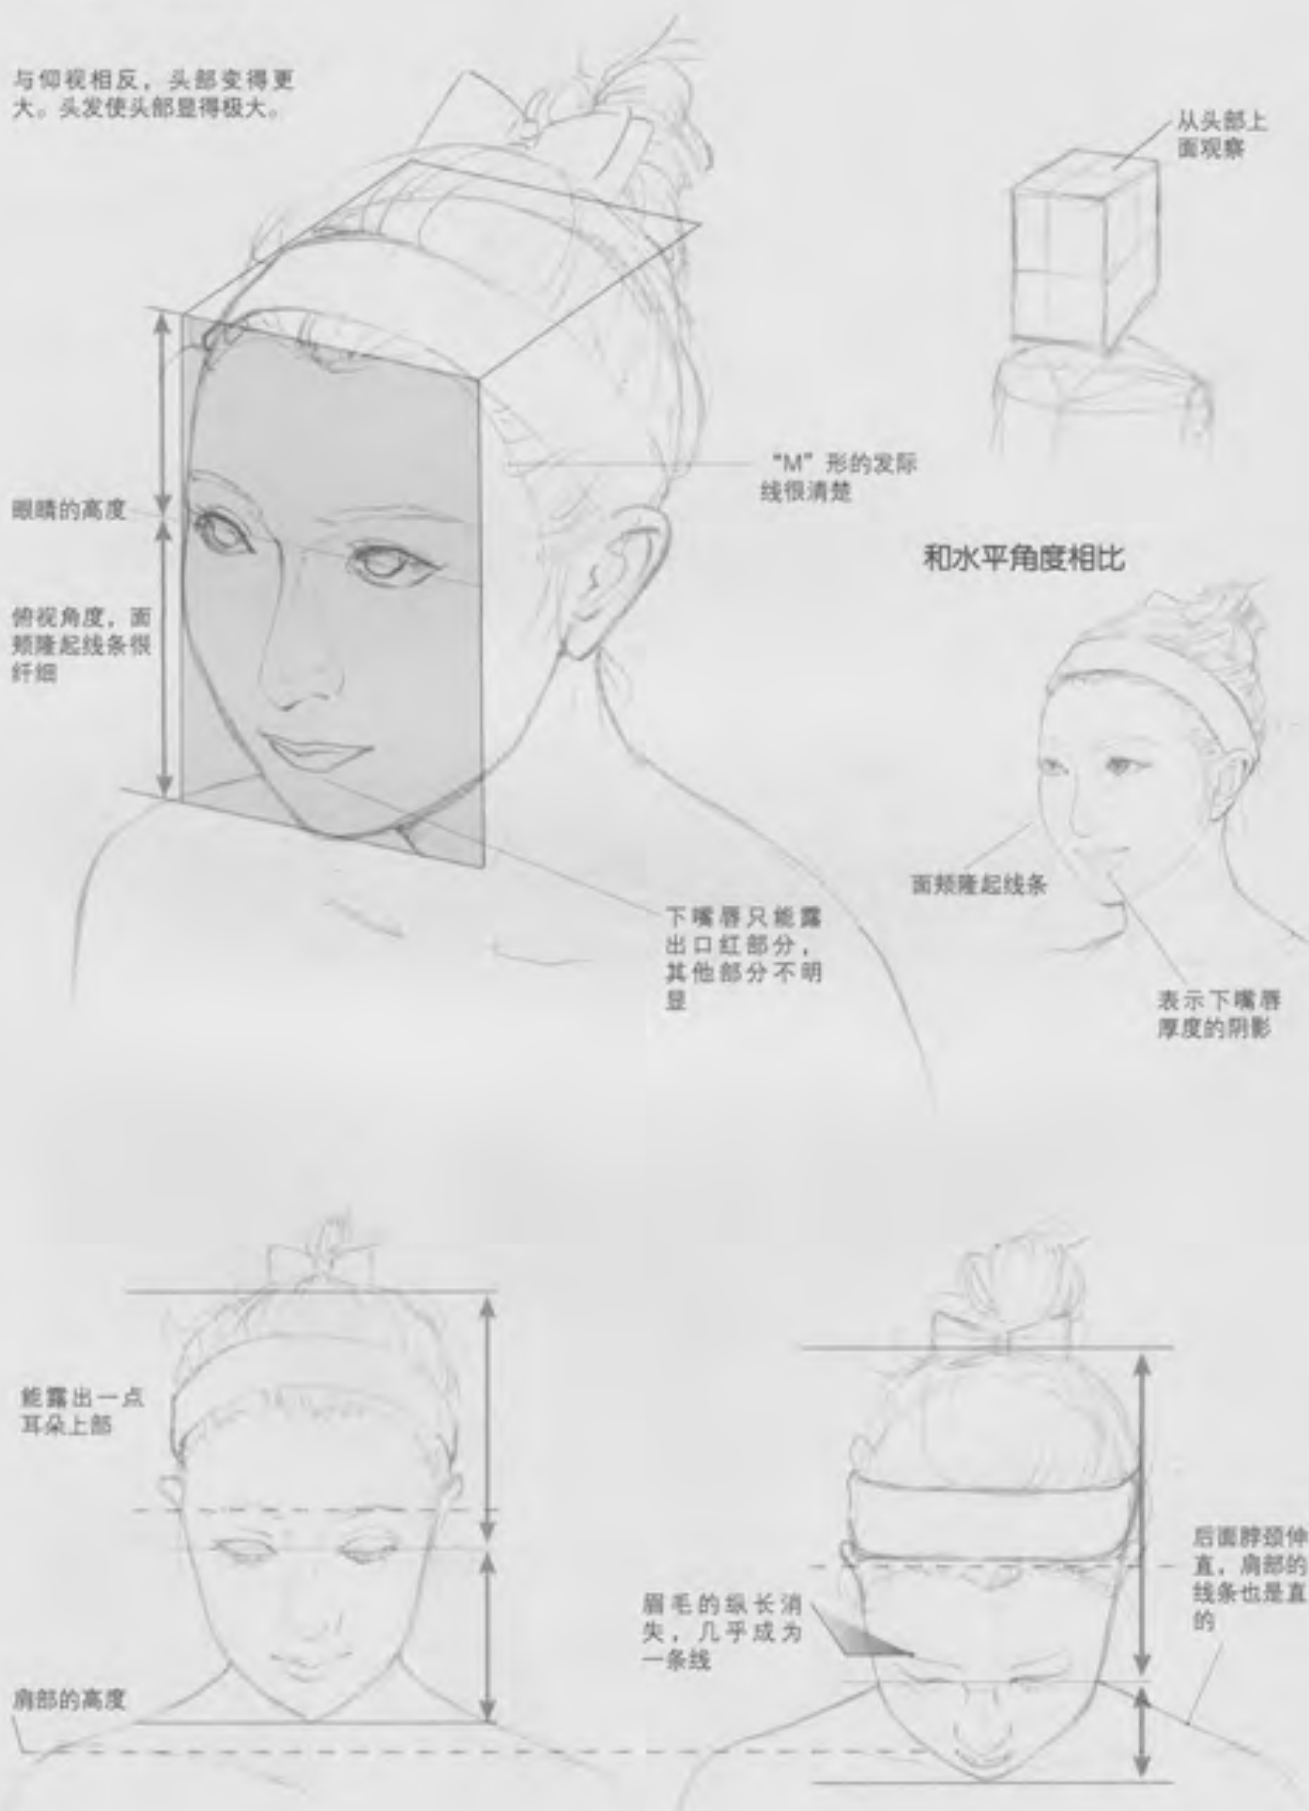 与仰视相反，头部变得更
大。头发使头部显得极大。
从头部上
面观察
“M”形的发际
线很清楚
眼睛的高度
和水平角度相比
俯视角度，面
颊隆起线条很
纤细
面颊隆起线条
下嘴唇只能露
出口红部分，
其他部分不明
显
表示下嘴唇
厚度的阴影
能露出一点
耳朵上部
后面脖颈伸
直，肩部的
线条也是直
的
眉毛的纵长消
失，几乎成为
一条线
肩部的高度